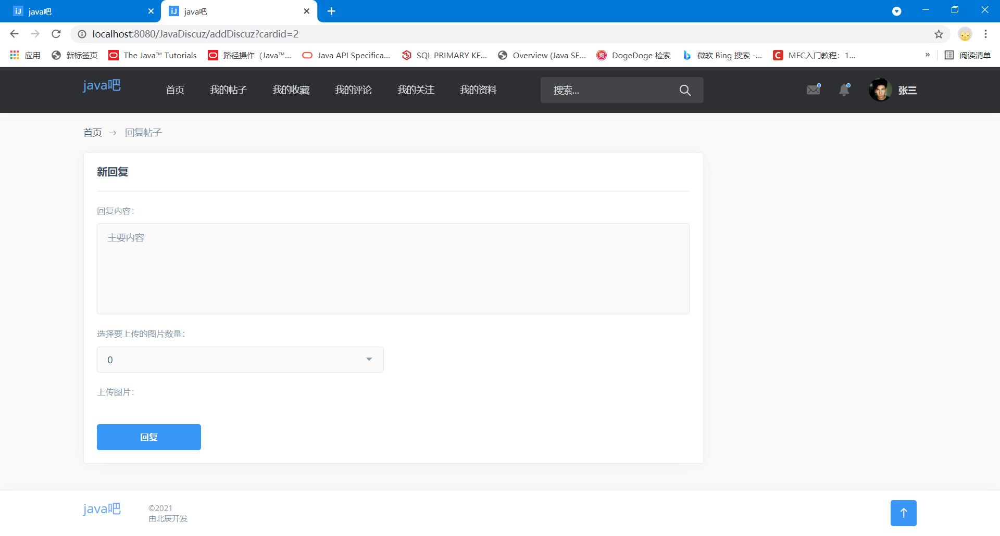 java吧
java吧
localhost:8080/JavaDiscuz/addDiscuz?cardid=2
应用 新标签页 The Java™ Tutorials 路径操作（Java™... Java API Specifica... SQL PRIMARY KE... Overview (Java SE... 狗 DogeDoge 检索 微软 Bing 搜索 -... C MFC入门教程：1... » 阅读清单
java吧 首页 我的帖子 我的收藏 我的评论 我的关注 我的资料 搜索... 张三
首页 → 回复帖子
新回复
回复内容：
主要内容
选择要上传的图片数量：
0
上传图片：
回复
java吧
©2021
由北辰开发